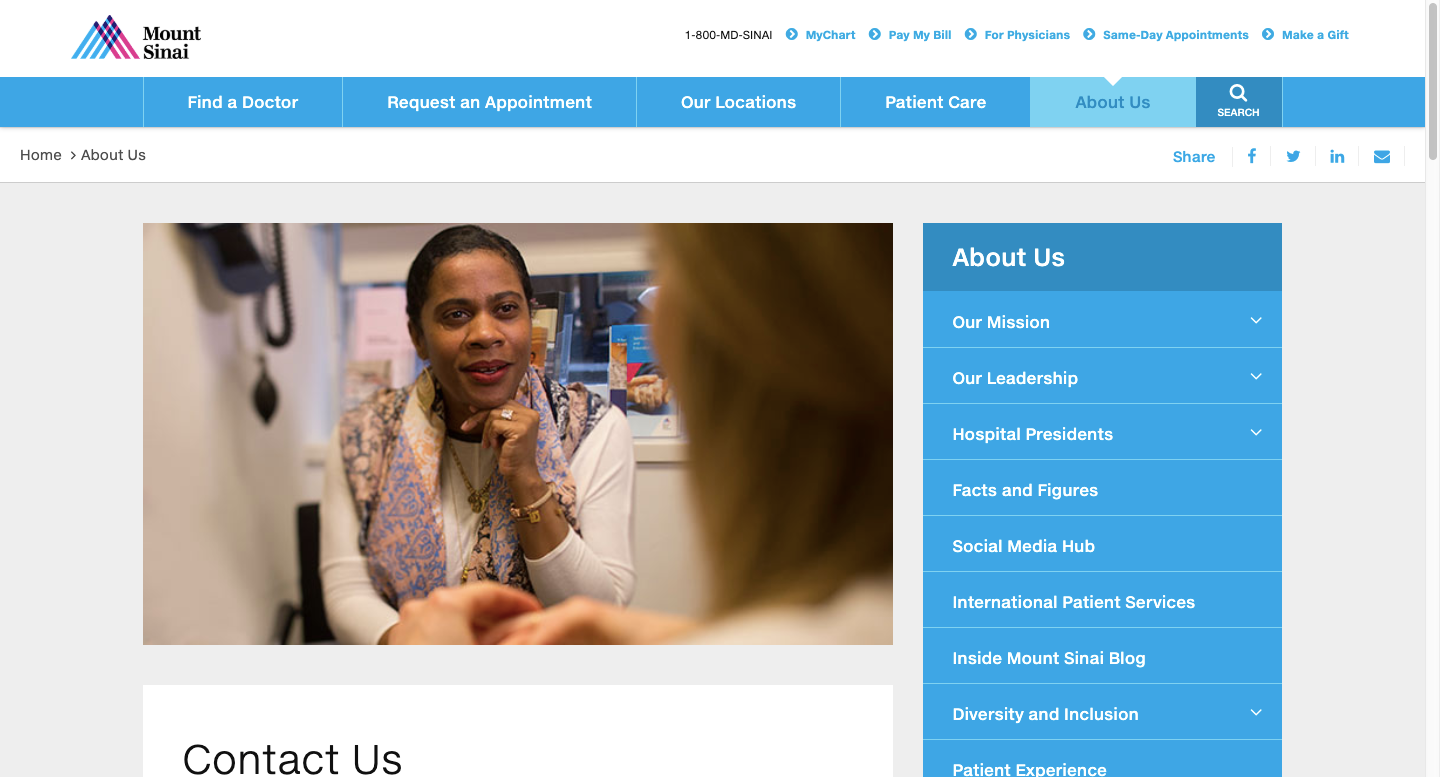 Mount
Sinai
1-800-MD-SINAI
MyChart
Pay My Bill
For Physicians
Same-Day Appointments
Make a Gift
Find a Doctor
Request an Appointment
Our Locations
Patient Care
About Us
SEARCH
Home > About Us
Share
About Us
Our Mission
Our Leadership
Hospital Presidents
Facts and Figures
Social Media Hub
International Patient Services
Inside Mount Sinai Blog
Diversity and Inclusion
Patient Experience
Contact Us